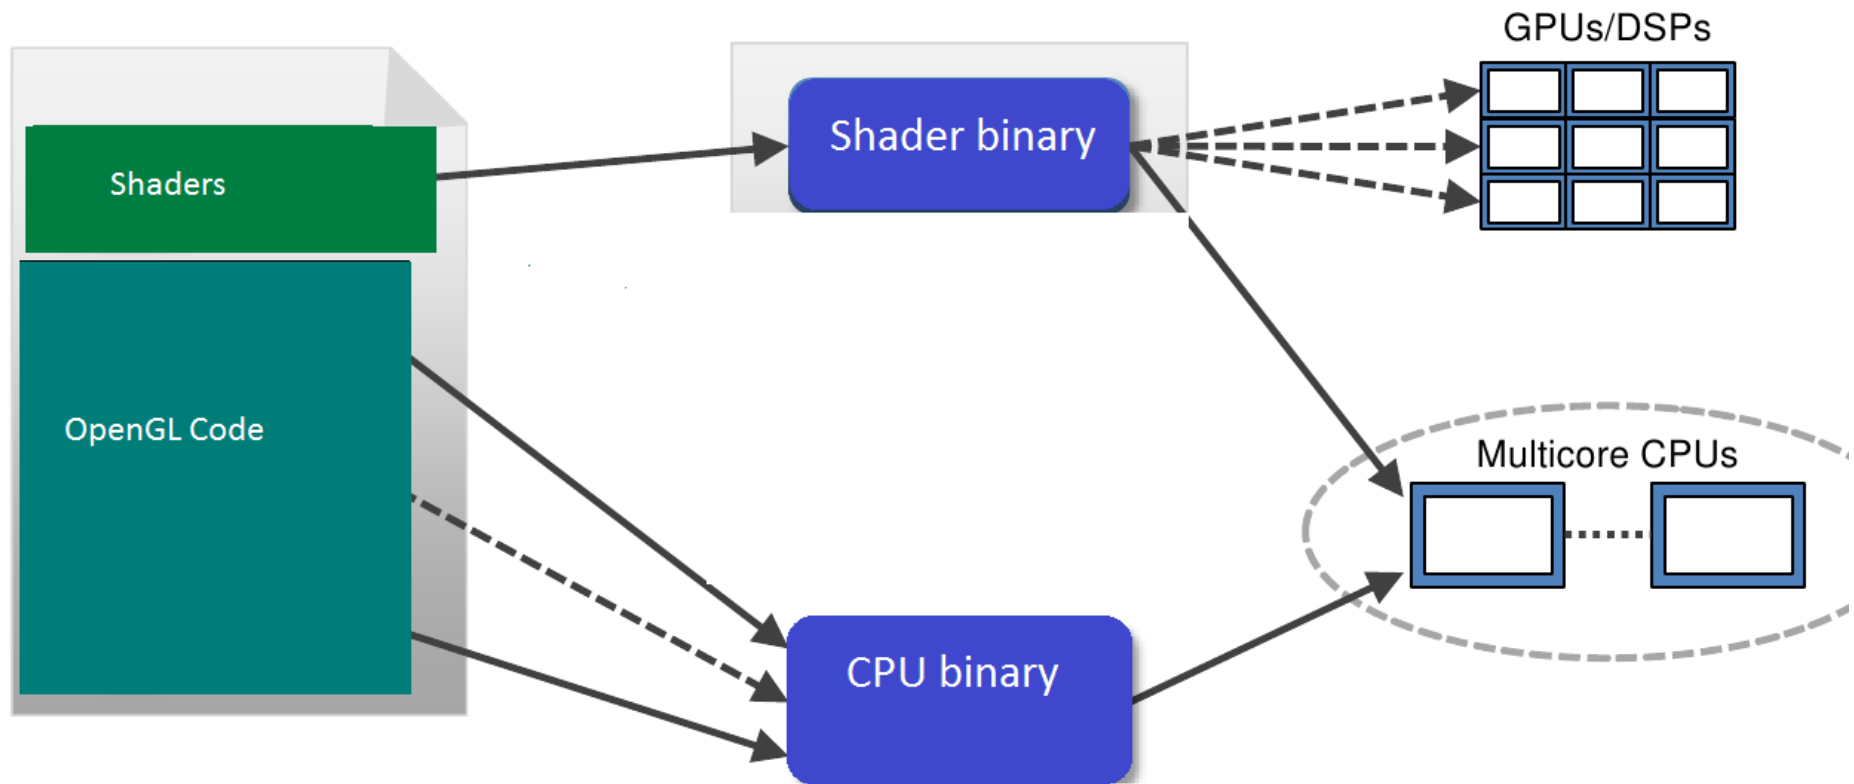 GPUs/DSPs
Shader binary
Shaders
OpenGL Code
Multicore CPUs
CPU binary